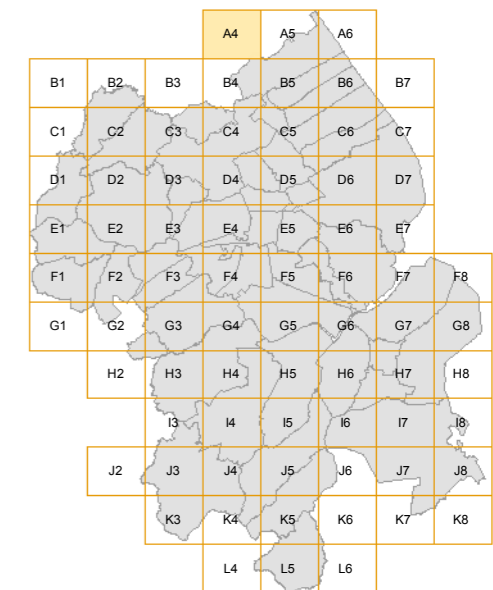 A4 A5 A6
B1 B2 B3 B4 B5 B6 B7
C1 C2 C3 C4 C5 C6 C7
D1 D2 D3 D4 D5 D6 D7
E1 E2 E3 E4 E5 E6 E7
F1 F2 F3 F4 F5 F6 F7 F8
G1 G2 G3 G4 G5 G6 G7 G8
H2 H3 H4 H5 H6 H7 H8
I3 I4 I5 I6 I7 I8
J2 J3 J4 J5 J6 J7 J8
K3 K4 K5 K6 K7 K8
L4 L5 L6